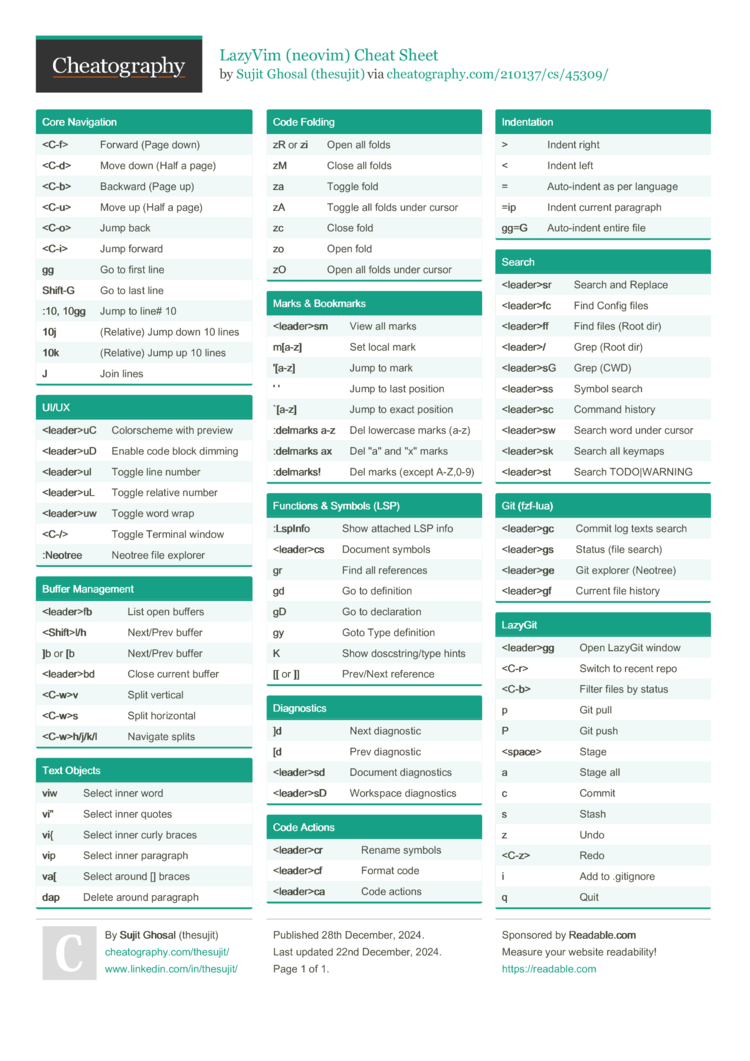 Cheatography
LazyVim (neovim) Cheat Sheet
by Sujit Ghosal (thesujit) via cheatography.com/210137/cs/45309/
Core Navigation
<C-f> Forward (Page down)
<C-d> Move down (Half a page)
<C-b> Backward (Page up)
<C-u> Move up (Half a page)
<C-o> Jump back
<C-i> Jump forward
gg Go to first line
Shift-G Go to last line
:10, 10gg Jump to line# 10
10j (Relative) Jump down 10 lines
10k (Relative) Jump up 10 lines
J Join lines
UI/UX
<leader>uC Colorscheme with preview
<leader>uD Enable code block dimming
<leader>ul Toggle line number
<leader>uL Toggle relative number
<leader>uw Toggle word wrap
<C-/> Toggle Terminal window
:Neotree Neotree file explorer
Buffer Management
<leader>fb List open buffers
<Shift>l/h Next/Prev buffer
]b or [b Next/Prev buffer
<leader>bd Close current buffer
<C-w>v Split vertical
<C-w>s Split horizontal
<C-w>h/j/k/l Navigate splits
Text Objects
viw Select inner word
vi" Select inner quotes
vi{ Select inner curly braces
vip Select inner paragraph
va[ Select around [] braces
dap Delete around paragraph
Code Folding
zR or zi Open all folds
zM Close all folds
za Toggle fold
zA Toggle all folds under cursor
zc Close fold
zo Open fold
zO Open all folds under cursor
Marks & Bookmarks
<leader>sm View all marks
m[a-z] Set local mark
'[a-z] Jump to mark
' ' Jump to last position
`[a-z] Jump to exact position
:delmarks a-z Del lowercase marks (a-z)
:delmarks ax Del "a" and "x" marks
:delmarks! Del marks (except A-Z,0-9)
Functions & Symbols (LSP)
:LspInfo Show attached LSP info
<leader>cs Document symbols
gr Find all references
gd Go to definition
gD Go to declaration
gy Goto Type definition
K Show doscstring/type hints
[[ or ]] Prev/Next reference
Diagnostics
]d Next diagnostic
[d Prev diagnostic
<leader>sd Document diagnostics
<leader>sD Workspace diagnostics
Code Actions
<leader>cr Rename symbols
<leader>cf Format code
<leader>ca Code actions
Indentation
> Indent right
< Indent left
= Auto-indent as per language
=ip Indent current paragraph
gg=G Auto-indent entire file
Search
<leader>sr Search and Replace
<leader>fc Find Config files
<leader>ff Find files (Root dir)
<leader>/ Grep (Root dir)
<leader>sG Grep (CWD)
<leader>ss Symbol search
<leader>sc Command history
<leader>sw Search word under cursor
<leader>sk Search all keymaps
<leader>st Search TODO|WARNING
Git (fzf-lua)
<leader>gc Commit log texts search
<leader>gs Status (file search)
<leader>ge Git explorer (Neotree)
<leader>gf Current file history
LazyGit
<leader>gg Open LazyGit window
<C-r> Switch to recent repo
<C-b> Filter files by status
p Git pull
P Git push
<space> Stage
a Stage all
c Commit
s Stash
z Undo
<C-z> Redo
i Add to .gitignore
q Quit
C
By Sujit Ghosal (thesujit)
cheatography.com/thesujit/
www.linkedin.com/in/thesujit/
Published 28th December, 2024.
Last updated 22nd December, 2024.
Page 1 of 1.
Sponsored by Readable.com
Measure your website readability!
https://readable.com